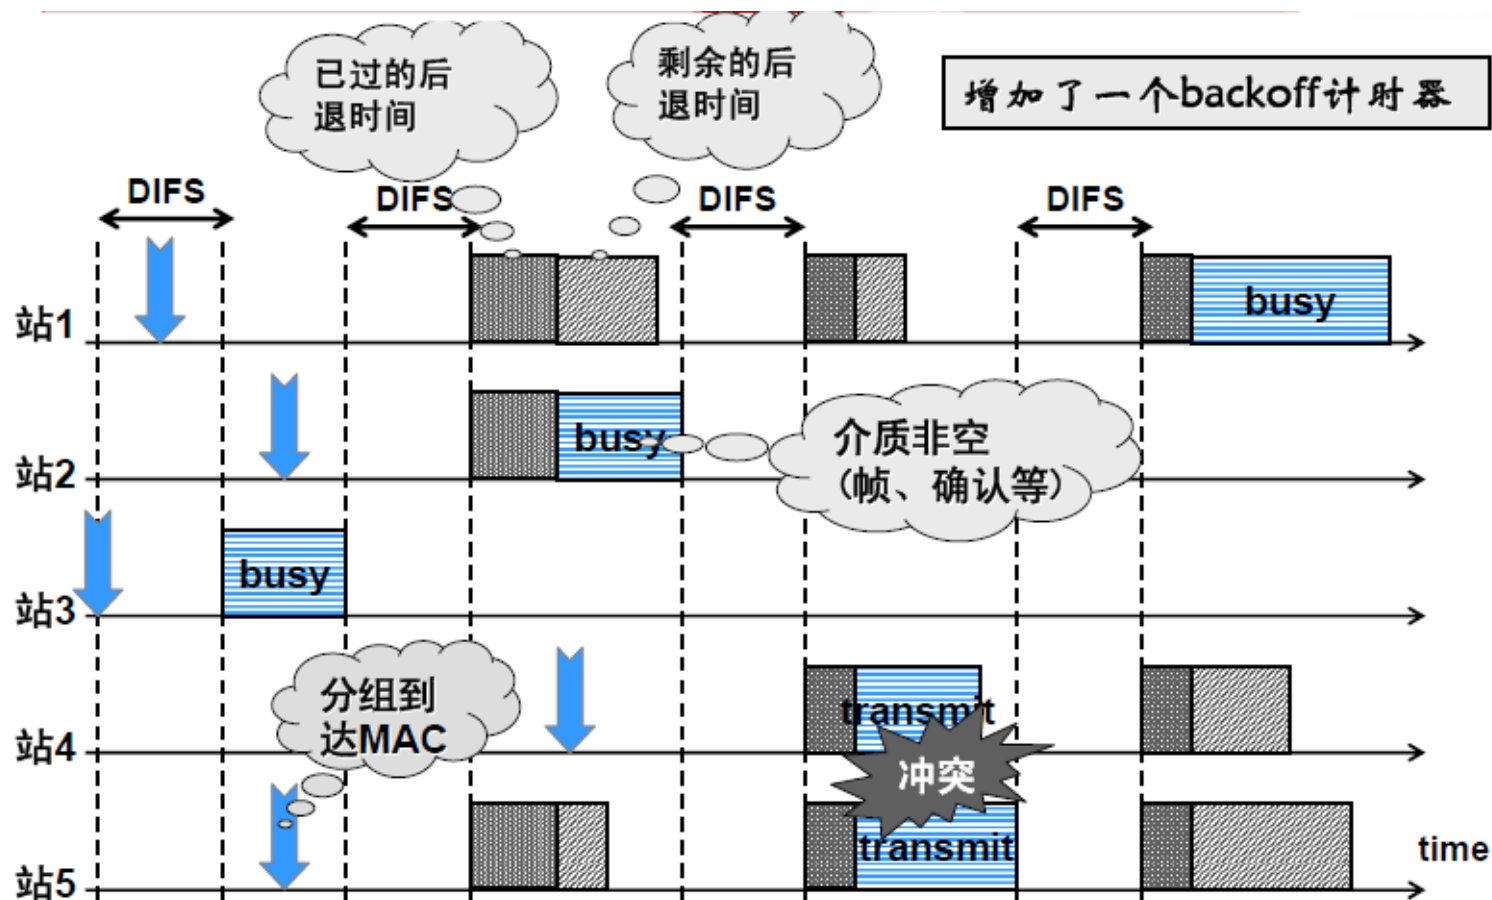 已过的后
退时间
剩余的后
退时间
增加了一个backoff计时器
DIFS
DIFS
DIFS
DIFS
站1
busy
站2
busy
介质非空
(帧、确认等)
站3
busy
分组到
达MAC
站4
transmit
冲突
站5
transmit
time